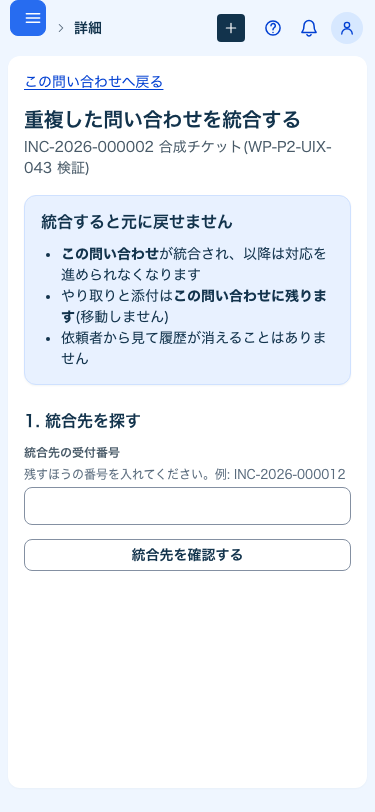 詳細
この問い合わせへ戻る
重複した問い合わせを統合する
INC-2026-000002 合成チケット(WP-P2-UIX-
043 検証)
統合すると元に戻せません
この問い合わせが統合され、以降は対応を
進められなくなります
やり取りと添付はこの問い合わせに残りま
す(移動しません)
依頼者から見て履歴が消えることはありま
せん
1. 統合先を探す
統合先の受付番号
残すほうの番号を入れてください。例: INC-2026-000012
統合先を確認する